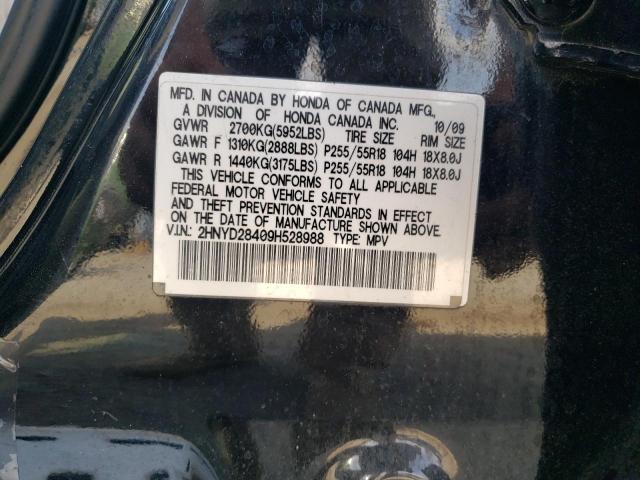 MFD. IN CANADA BY HONDA OF CANADA MFG.,
A DIVISION OF HONDA CANADA INC. 10/09
GVWR 2700KG(5952LBS) TIRE SIZE RIM SIZE
GAWR F 1310KG(2888LBS) P255/55R18 104H 18X8.0J
GAWR R 1440KG(3175LBS) P255/55R18 104H 18X8.0J
THIS VEHICLE CONFORMS TO ALL APPLICABLE
FEDERAL MOTOR VEHICLE SAFETY
AND THEFT PREVENTION STANDARDS IN EFFECT
ON THE DATE OF MANUFACTURE SHOWN ABOVE.
V.I.N.: 2HNYD28409H528988 TYPE: MPV